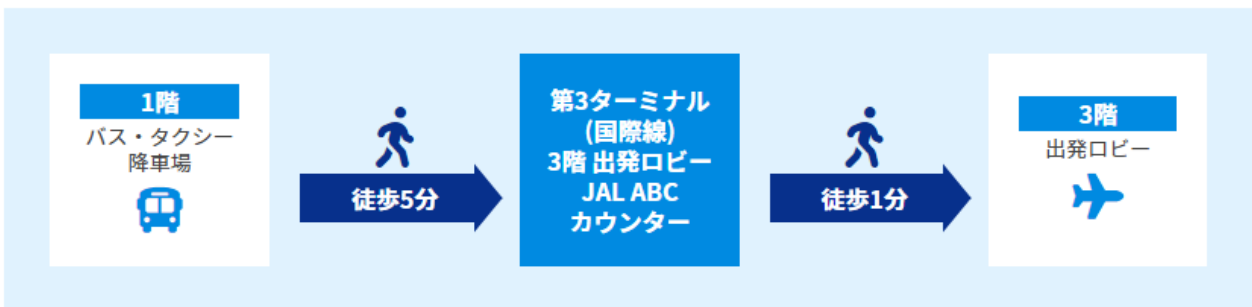 1階
バス・タクシー
降車場
徒歩5分
第3ターミナル
(国際線)
3階 出発ロビー
JAL ABC
カウンター
徒歩1分
3階
出発ロビー